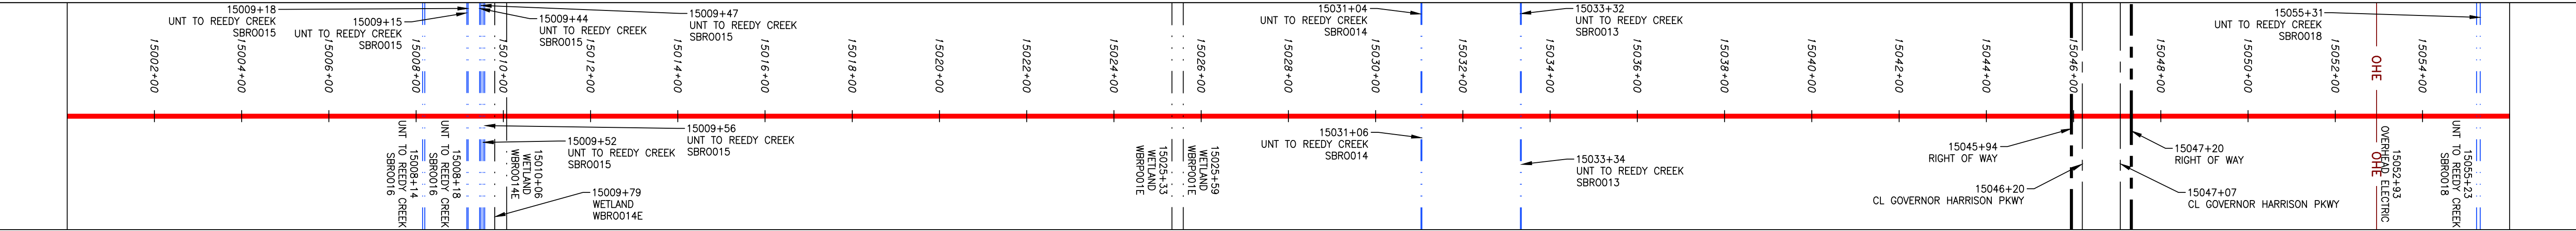 15009+18
UNT TO REEDY CREEK
SBRO015
15009+15
UNT TO REEDY CREEK
SBRO015
15009+44
UNT TO REEDY CREEK
SBRO015
15009+47
UNT TO REEDY CREEK
SBRO015
15031+04
UNT TO REEDY CREEK
SBRO014
15033+32
UNT TO REEDY CREEK
SBRO013
15055+31
UNT TO REEDY CREEK
SBRO018
15002+00
15004+00
15006+00
15008+00
15010+00
15012+00
15014+00
15016+00
15018+00
15020+00
15022+00
15024+00
15026+00
15028+00
15030+00
15032+00
15034+00
15036+00
15038+00
15040+00
15042+00
15044+00
15046+00
15048+00
15050+00
15052+00
OHE
15054+00
15008+14
UNT TO REEDY CREEK
SBRO016
15008+18
UNT TO REEDY CREEK
SBRO016
15010+06
WETLAND
WBRO014E
15009+52
UNT TO REEDY CREEK
SBRO015
15009+56
UNT TO REEDY CREEK
SBRO015
15009+79
WETLAND
WBRO014E
15025+33
WETLAND
WBRP001E
15025+59
WETLAND
WBRP001E
15031+06
UNT TO REEDY CREEK
SBRO014
15033+34
UNT TO REEDY CREEK
SBRO013
15045+94
RIGHT OF WAY
15046+20
CL GOVERNOR HARRISON PKWY
15047+20
RIGHT OF WAY
15047+07
CL GOVERNOR HARRISON PKWY
15052+93
OVERHEAD ELECTRIC
OHE
15055+23
UNT TO REEDY CREEK
SBRO018